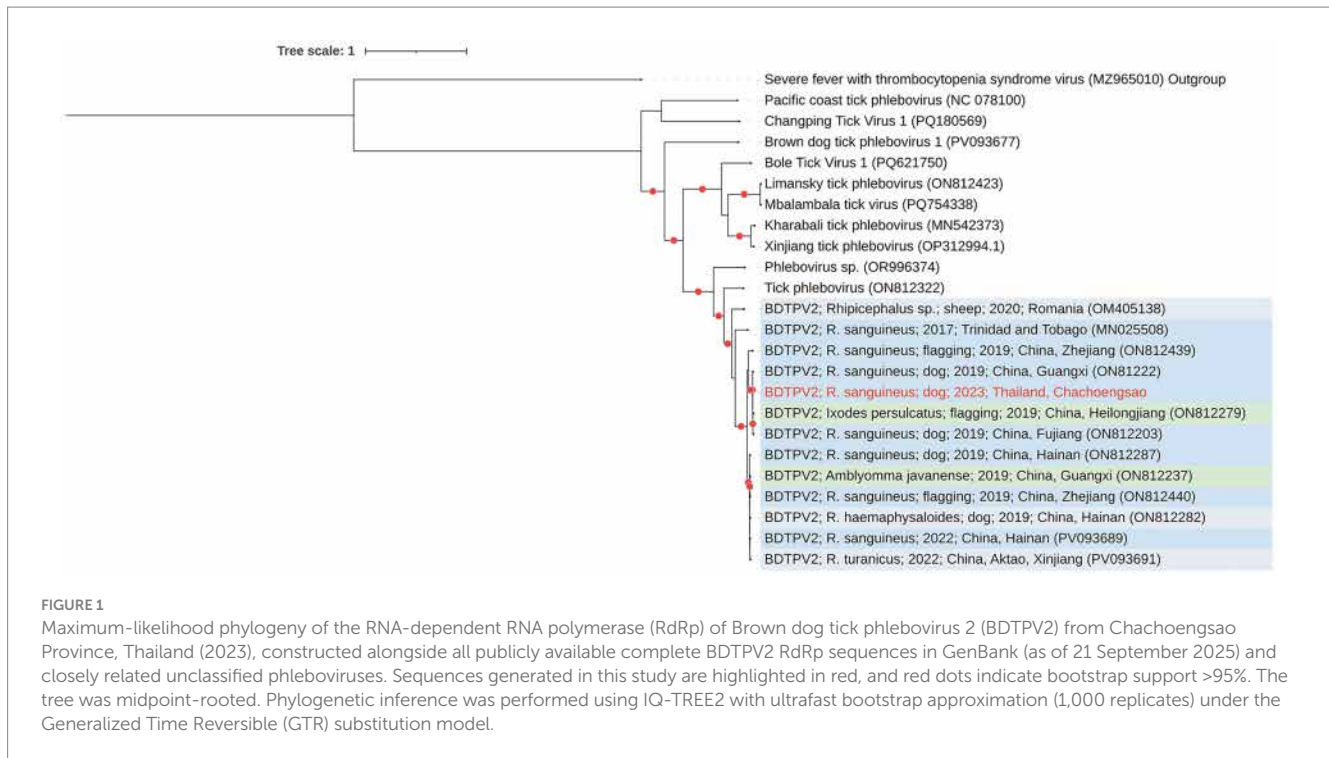 Tree scale: 1
Severe fever with thrombocytopenia syndrome virus (MZ965010) Outgroup
Pacific coast tick phlebovirus (NC 078100)
Changping Tick Virus 1 (PQ180569)
Brown dog tick phlebovirus 1 (PV093677)
Bole Tick Virus 1 (PQ621750)
Limansky tick phlebovirus (ON812423)
Mbalambala tick virus (PQ754338)
Kharabali tick phlebovirus (MN542373)
Xinjiang tick phlebovirus (OP312994.1)
Phlebovirus sp. (OR996374)
Tick phlebovirus (ON812322)
BDTPV2; Rhipicephalus sp.; sheep; 2020; Romania (OM405138)
BDTPV2; R. sanguineus; 2017; Trinidad and Tobago (MN025508)
BDTPV2; R. sanguineus; flagging; 2019; China, Zhejiang (ON812439)
BDTPV2; R. sanguineus; dog; 2019; China, Guangxi (ON81222)
BDTPV2; R. sanguineus; dog; 2023; Thailand, Chachoengsao
BDTPV2; Ixodes persulcatus; flagging; 2019; China, Heilongjiang (ON812279)
BDTPV2; R. sanguineus; dog; 2019; China, Fujiang (ON812203)
BDTPV2; R. sanguineus; dog; 2019; China, Hainan (ON812287)
BDTPV2; Amblyomma javanense; 2019; China, Guangxi (ON812237)
BDTPV2; R. sanguineus; flagging; 2019; China, Zhejiang (ON812440)
BDTPV2; R. haemaphysaloides; dog; 2019; China, Hainan (ON812282)
BDTPV2; R. sanguineus; 2022; China, Hainan (PV093689)
BDTPV2; R. turanicus; 2022; China, Aktao, Xinjiang (PV093691)
FIGURE 1
Maximum-likelihood phylogeny of the RNA-dependent RNA polymerase (RdRp) of Brown dog tick phlebovirus 2 (BDTPV2) from Chachoengsao
Province, Thailand (2023), constructed alongside all publicly available complete BDTPV2 RdRp sequences in GenBank (as of 21 September 2025) and
closely related unclassified phleboviruses. Sequences generated in this study are highlighted in red, and red dots indicate bootstrap support >95%. The
tree was midpoint-rooted. Phylogenetic inference was performed using IQ-TREE2 with ultrafast bootstrap approximation (1,000 replicates) under the
Generalized Time Reversible (GTR) substitution model.